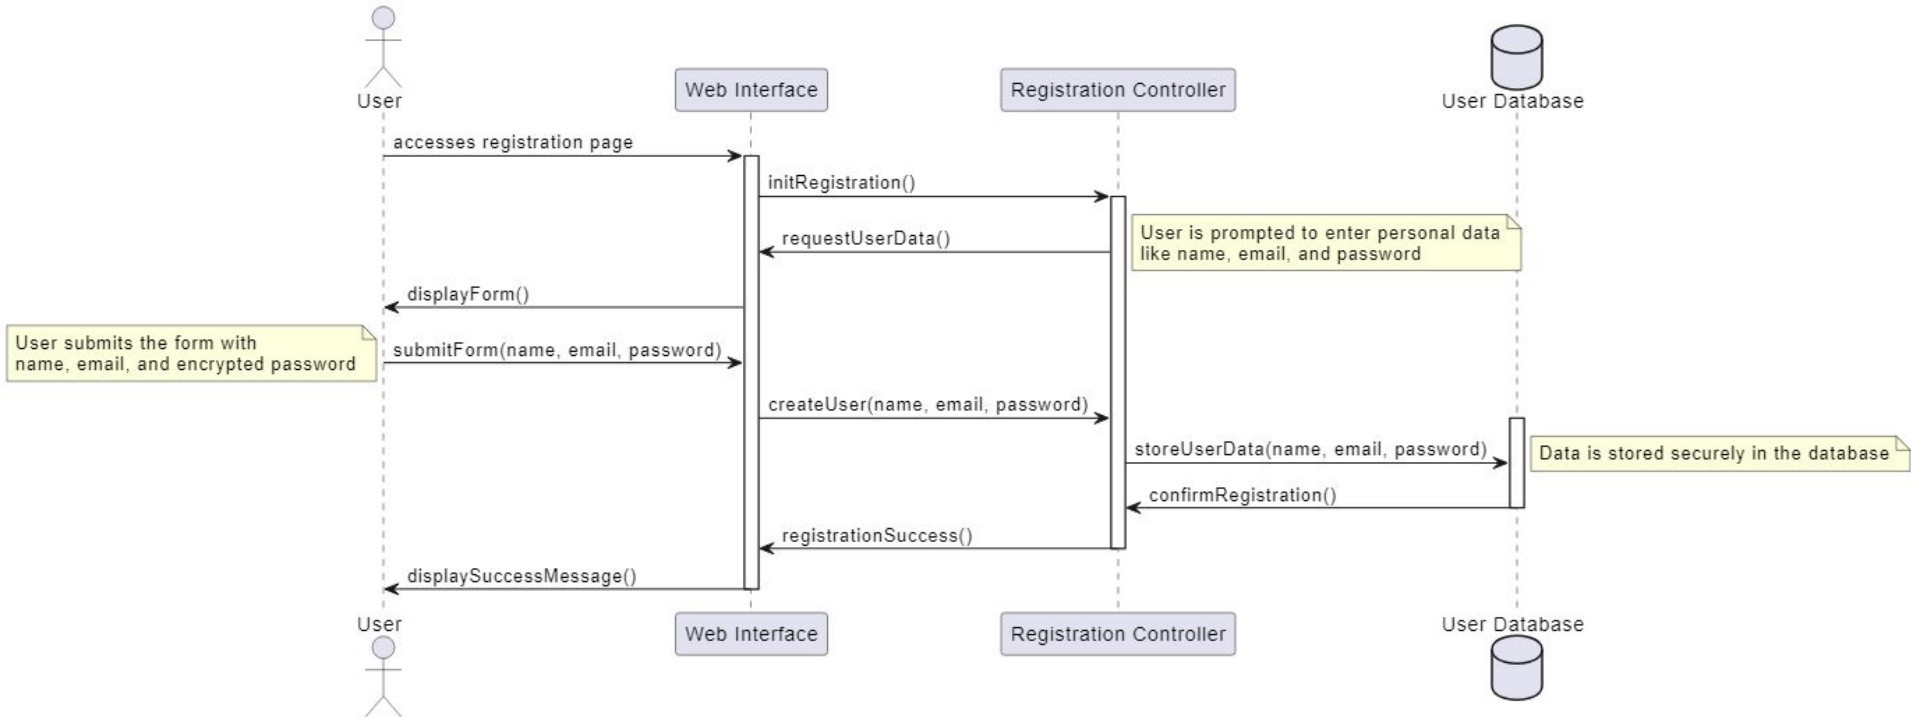 User
Web Interface
Registration Controller
User Database
accesses registration page
initRegistration()
requestUserData()
User is prompted to enter personal data
like name, email, and password
displayForm()
User submits the form with
name, email, and encrypted password
submitForm(name, email, password)
createUser(name, email, password)
storeUserData(name, email, password)
Data is stored securely in the database
confirmRegistration()
registrationSuccess()
displaySuccessMessage()
User
Web Interface
Registration Controller
User Database